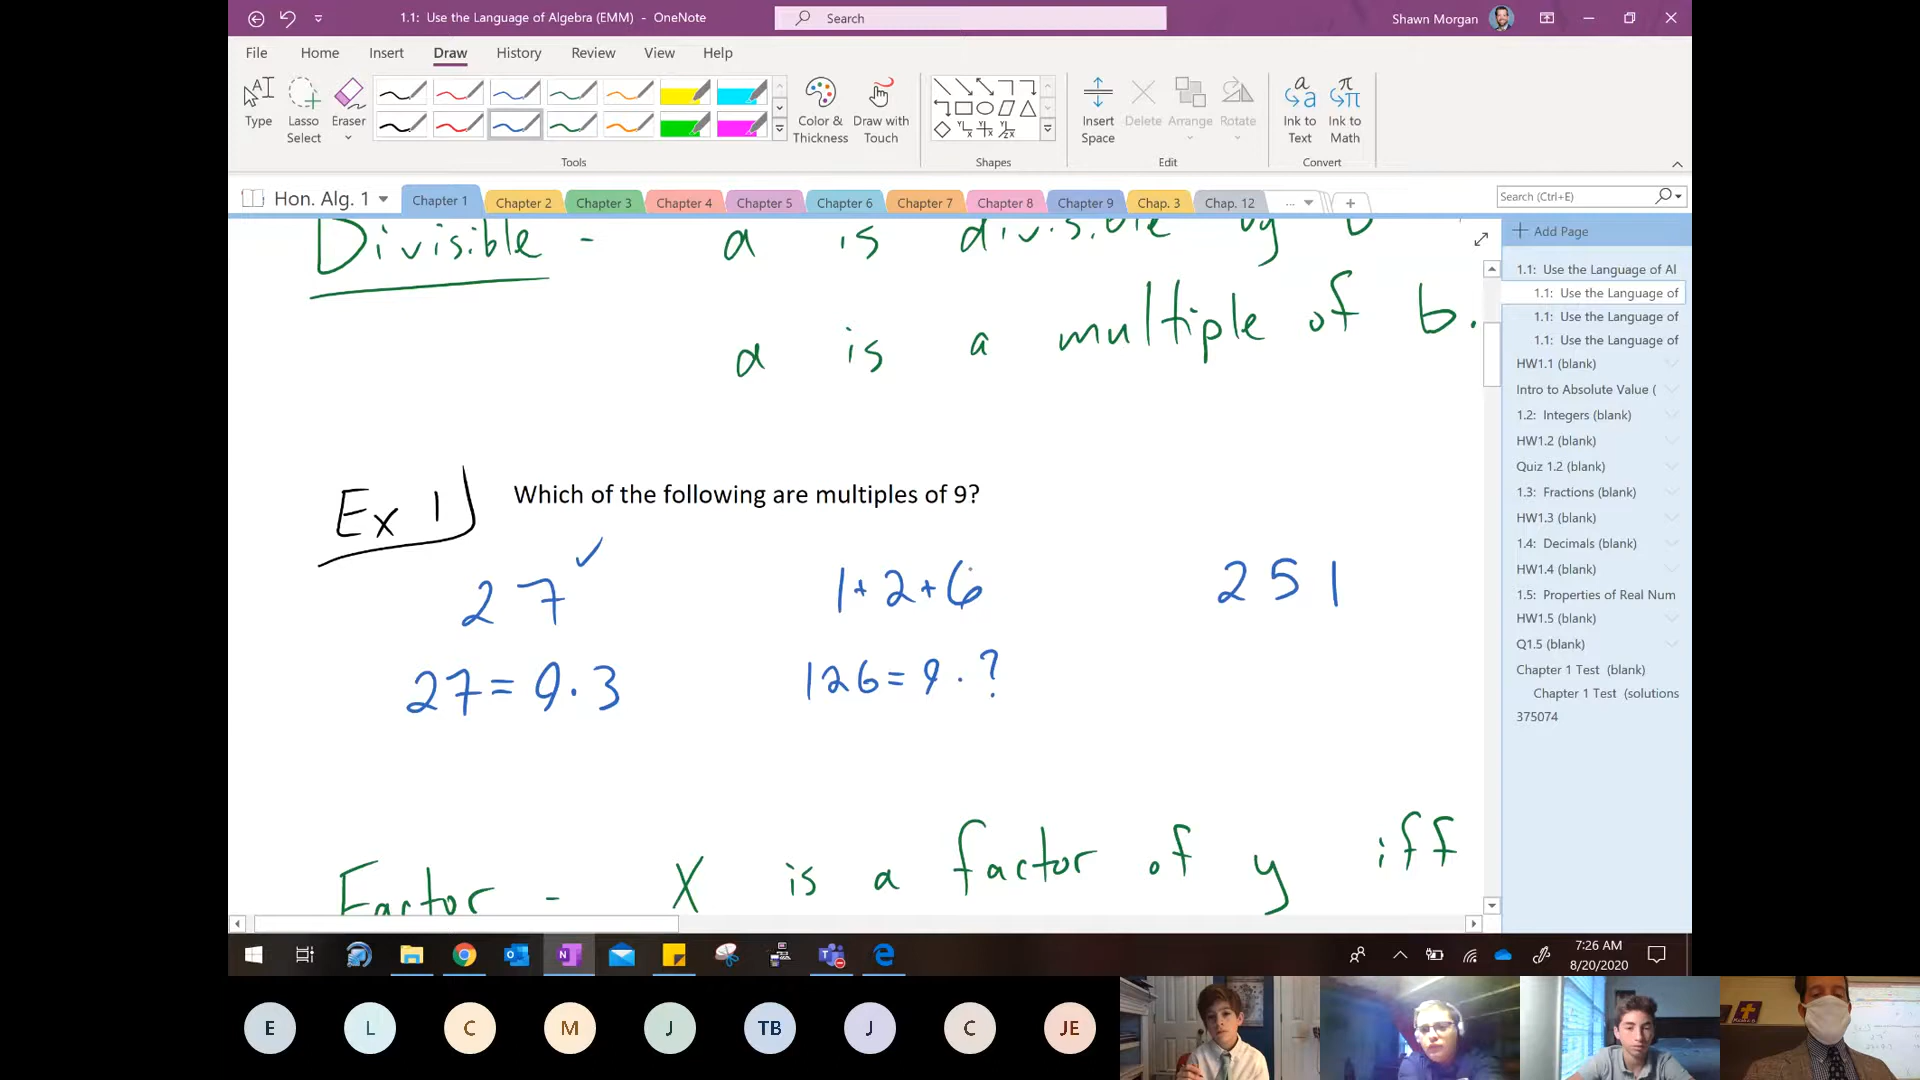 1.1: Use the Language of Algebra (EMM) - OneNote
Search
Shawn Morgan
File Home Insert Draw History Review View Help
Type
Lasso Select
Eraser
Color & Thickness
Draw with Touch
Insert Space
Delete
Arrange
Rotate
Ink to Text
Ink to Math
Tools
Shapes
Edit
Convert
Hon. Alg. 1
Chapter 1 Chapter 2 Chapter 3 Chapter 4 Chapter 5 Chapter 6 Chapter 7 Chapter 8 Chapter 9 Chap. 3 Chap. 12 ...
Search (Ctrl+E)
Divisible - a is divisible by b
a is a multiple of b.
Ex 1
Which of the following are multiples of 9?
27 ✓
1+2+6
251
27 = 9·3
126 = 9·?
Factor - X is a factor of y iff
Add Page
1.1: Use the Language of Al
1.1: Use the Language of
1.1: Use the Language of
1.1: Use the Language of
HW1.1 (blank)
Intro to Absolute Value (
1.2: Integers (blank)
HW1.2 (blank)
Quiz 1.2 (blank)
1.3: Fractions (blank)
HW1.3 (blank)
1.4: Decimals (blank)
HW1.4 (blank)
1.5: Properties of Real Num
HW1.5 (blank)
Q1.5 (blank)
Chapter 1 Test (blank)
Chapter 1 Test (solutions
375074
7:26 AM
8/20/2020
E L C M J TB J C JE